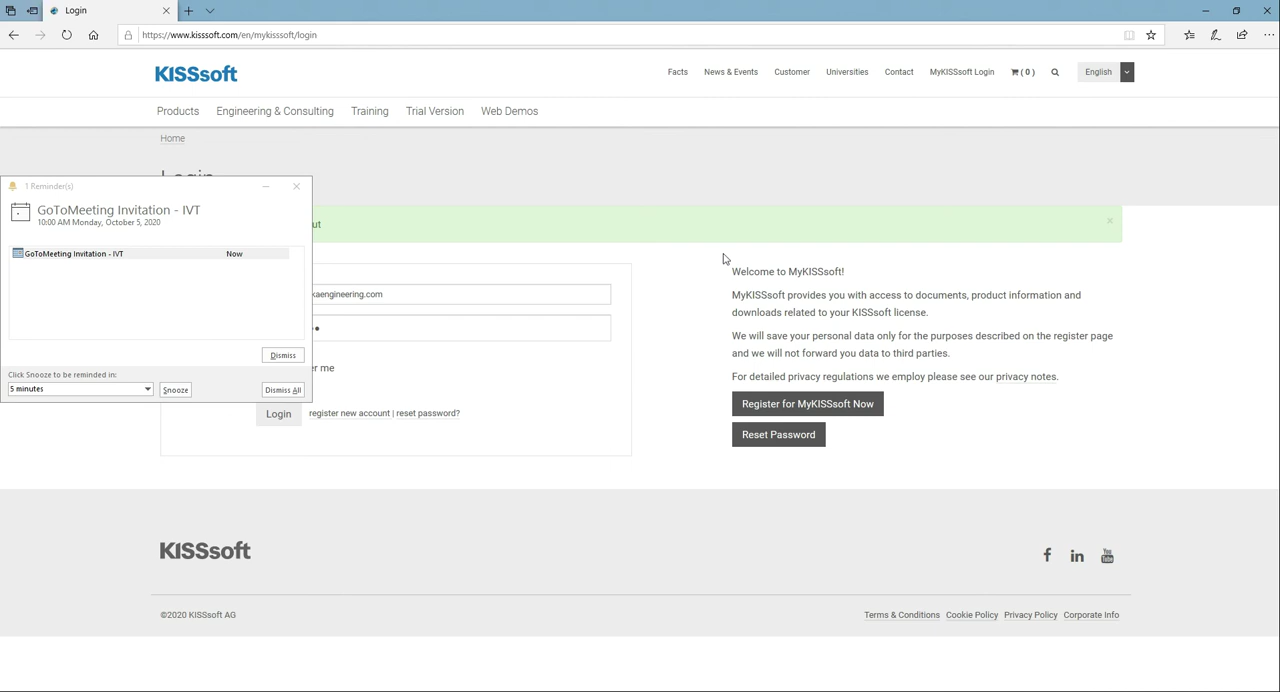 Login
https://www.kisssoft.com/en/mykisssoft/login
KISSsoft
Facts
News & Events
Customer
Universities
Contact
MyKISSsoft Login
( 0 )
English
Products
Engineering & Consulting
Training
Trial Version
Web Demos
Home
1 Reminder(s)
GoToMeeting Invitation - IVT
10:00 AM Monday, October 5, 2020
GoToMeeting Invitation - IVT
Now
Dismiss
Click Snooze to be reminded in:
5 minutes
Snooze
Dismiss All
ut
kaengineering.com
er me
Login
register new account | reset password?
Welcome to MyKISSsoft!
MyKISSsoft provides you with access to documents, product information and
downloads related to your KISSsoft license.
We will save your personal data only for the purposes described on the register page
and we will not forward you data to third parties.
For detailed privacy regulations we employ please see our privacy notes.
Register for MyKISSsoft Now
Reset Password
KISSsoft
f
in
You Tube
©2020 KISSsoft AG
Terms & Conditions
Cookie Policy
Privacy Policy
Corporate Info